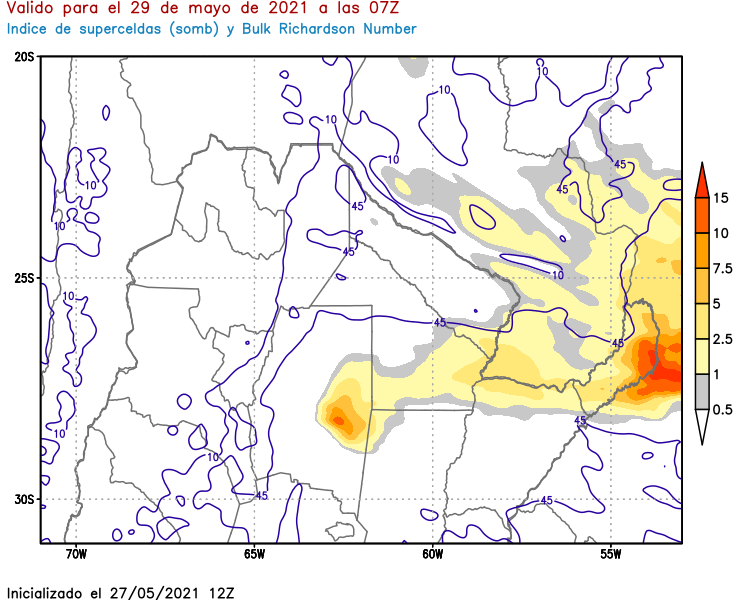 Valido para el 29 de mayo de 2021 a las 07Z
Indice de superceldas (somb) y Bulk Richardson Number
20S
10
10
10
10
45
45
10
45
45
15
10
10
45
25S
10
7.5
10
45
5
45
2.5
1
0.5
10
45
10
45
45
30S
70W
65W
60W
55W
Inicializado el 27/05/2021 12Z